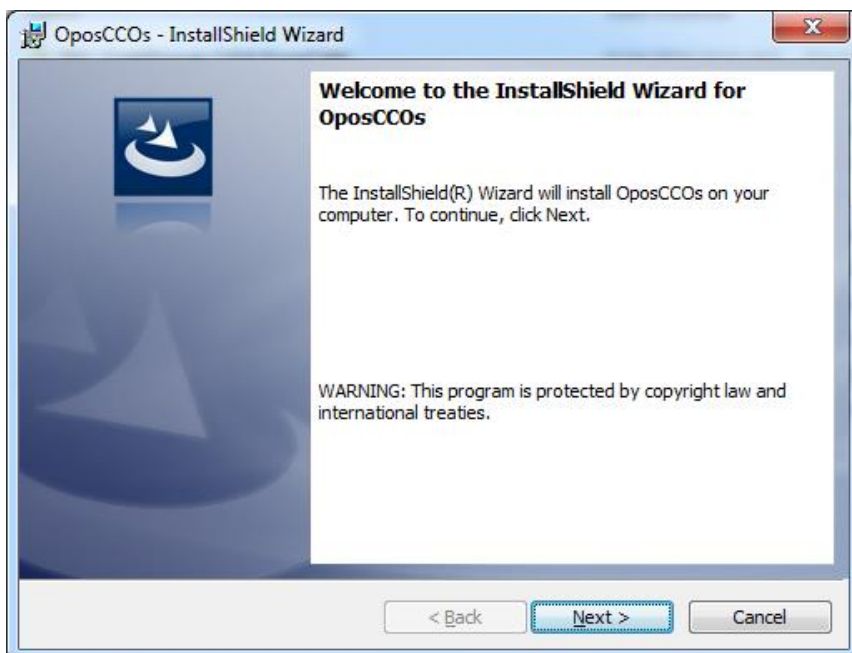 OposCCOs - InstallShield Wizard
X
Welcome to the InstallShield Wizard for
OposCCOs
The InstallShield(R) Wizard will install OposCCOs on your
computer. To continue, click Next.
WARNING: This program is protected by copyright law and
international treaties.
< Back
Next >
Cancel